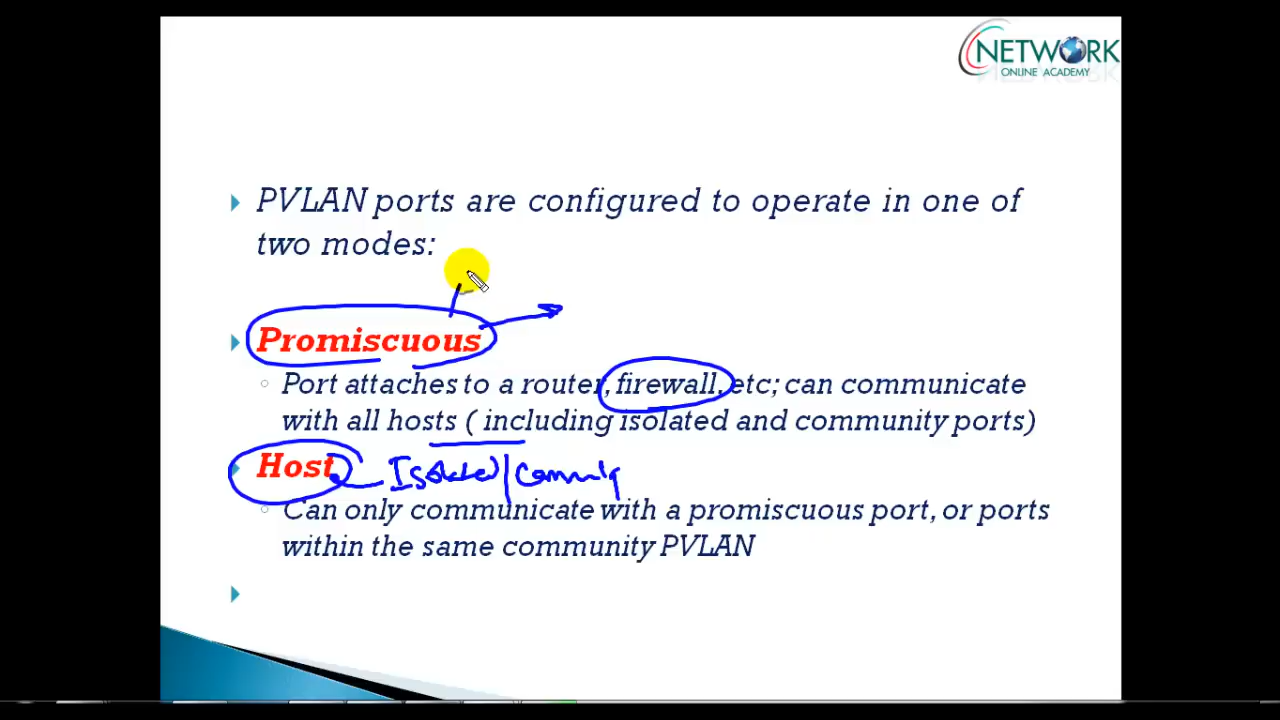 NETWORK
ONLINE ACADEMY
PVLAN ports are configured to operate in one of
two modes:
Promiscuous
Port attaches to a router, firewall, etc; can communicate
with all hosts ( including isolated and community ports)
Host Isolated/
Can only communicate with a promiscuous port, or ports
within the same community PVLAN